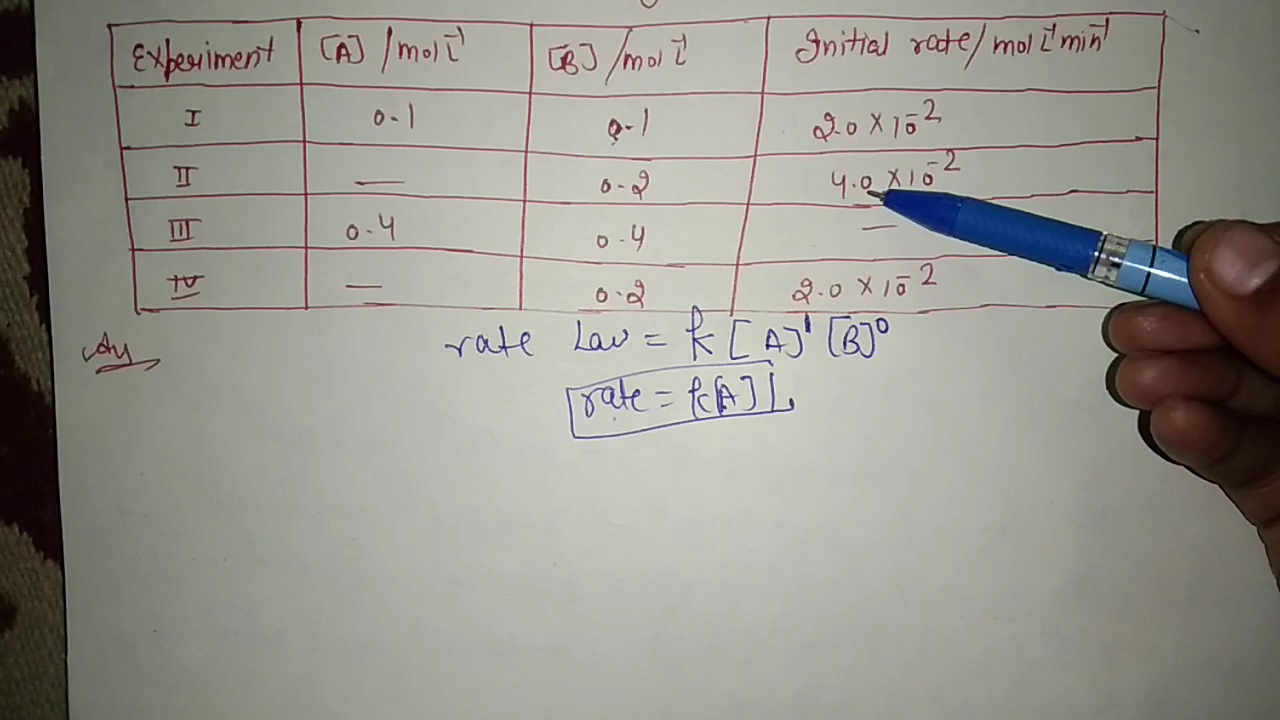 Experiment [A] /mol L⁻¹ [B] /mol L⁻¹ Initial rate/mol L⁻¹ min⁻¹
I 0.1 0.1 2.0 × 10⁻²
II — 0.2 4.0 × 10⁻²
III 0.4 0.4 —
IV — 0.2 2.0 × 10⁻²
rate Law = k [A]¹ [B]⁰
rate = k[A]